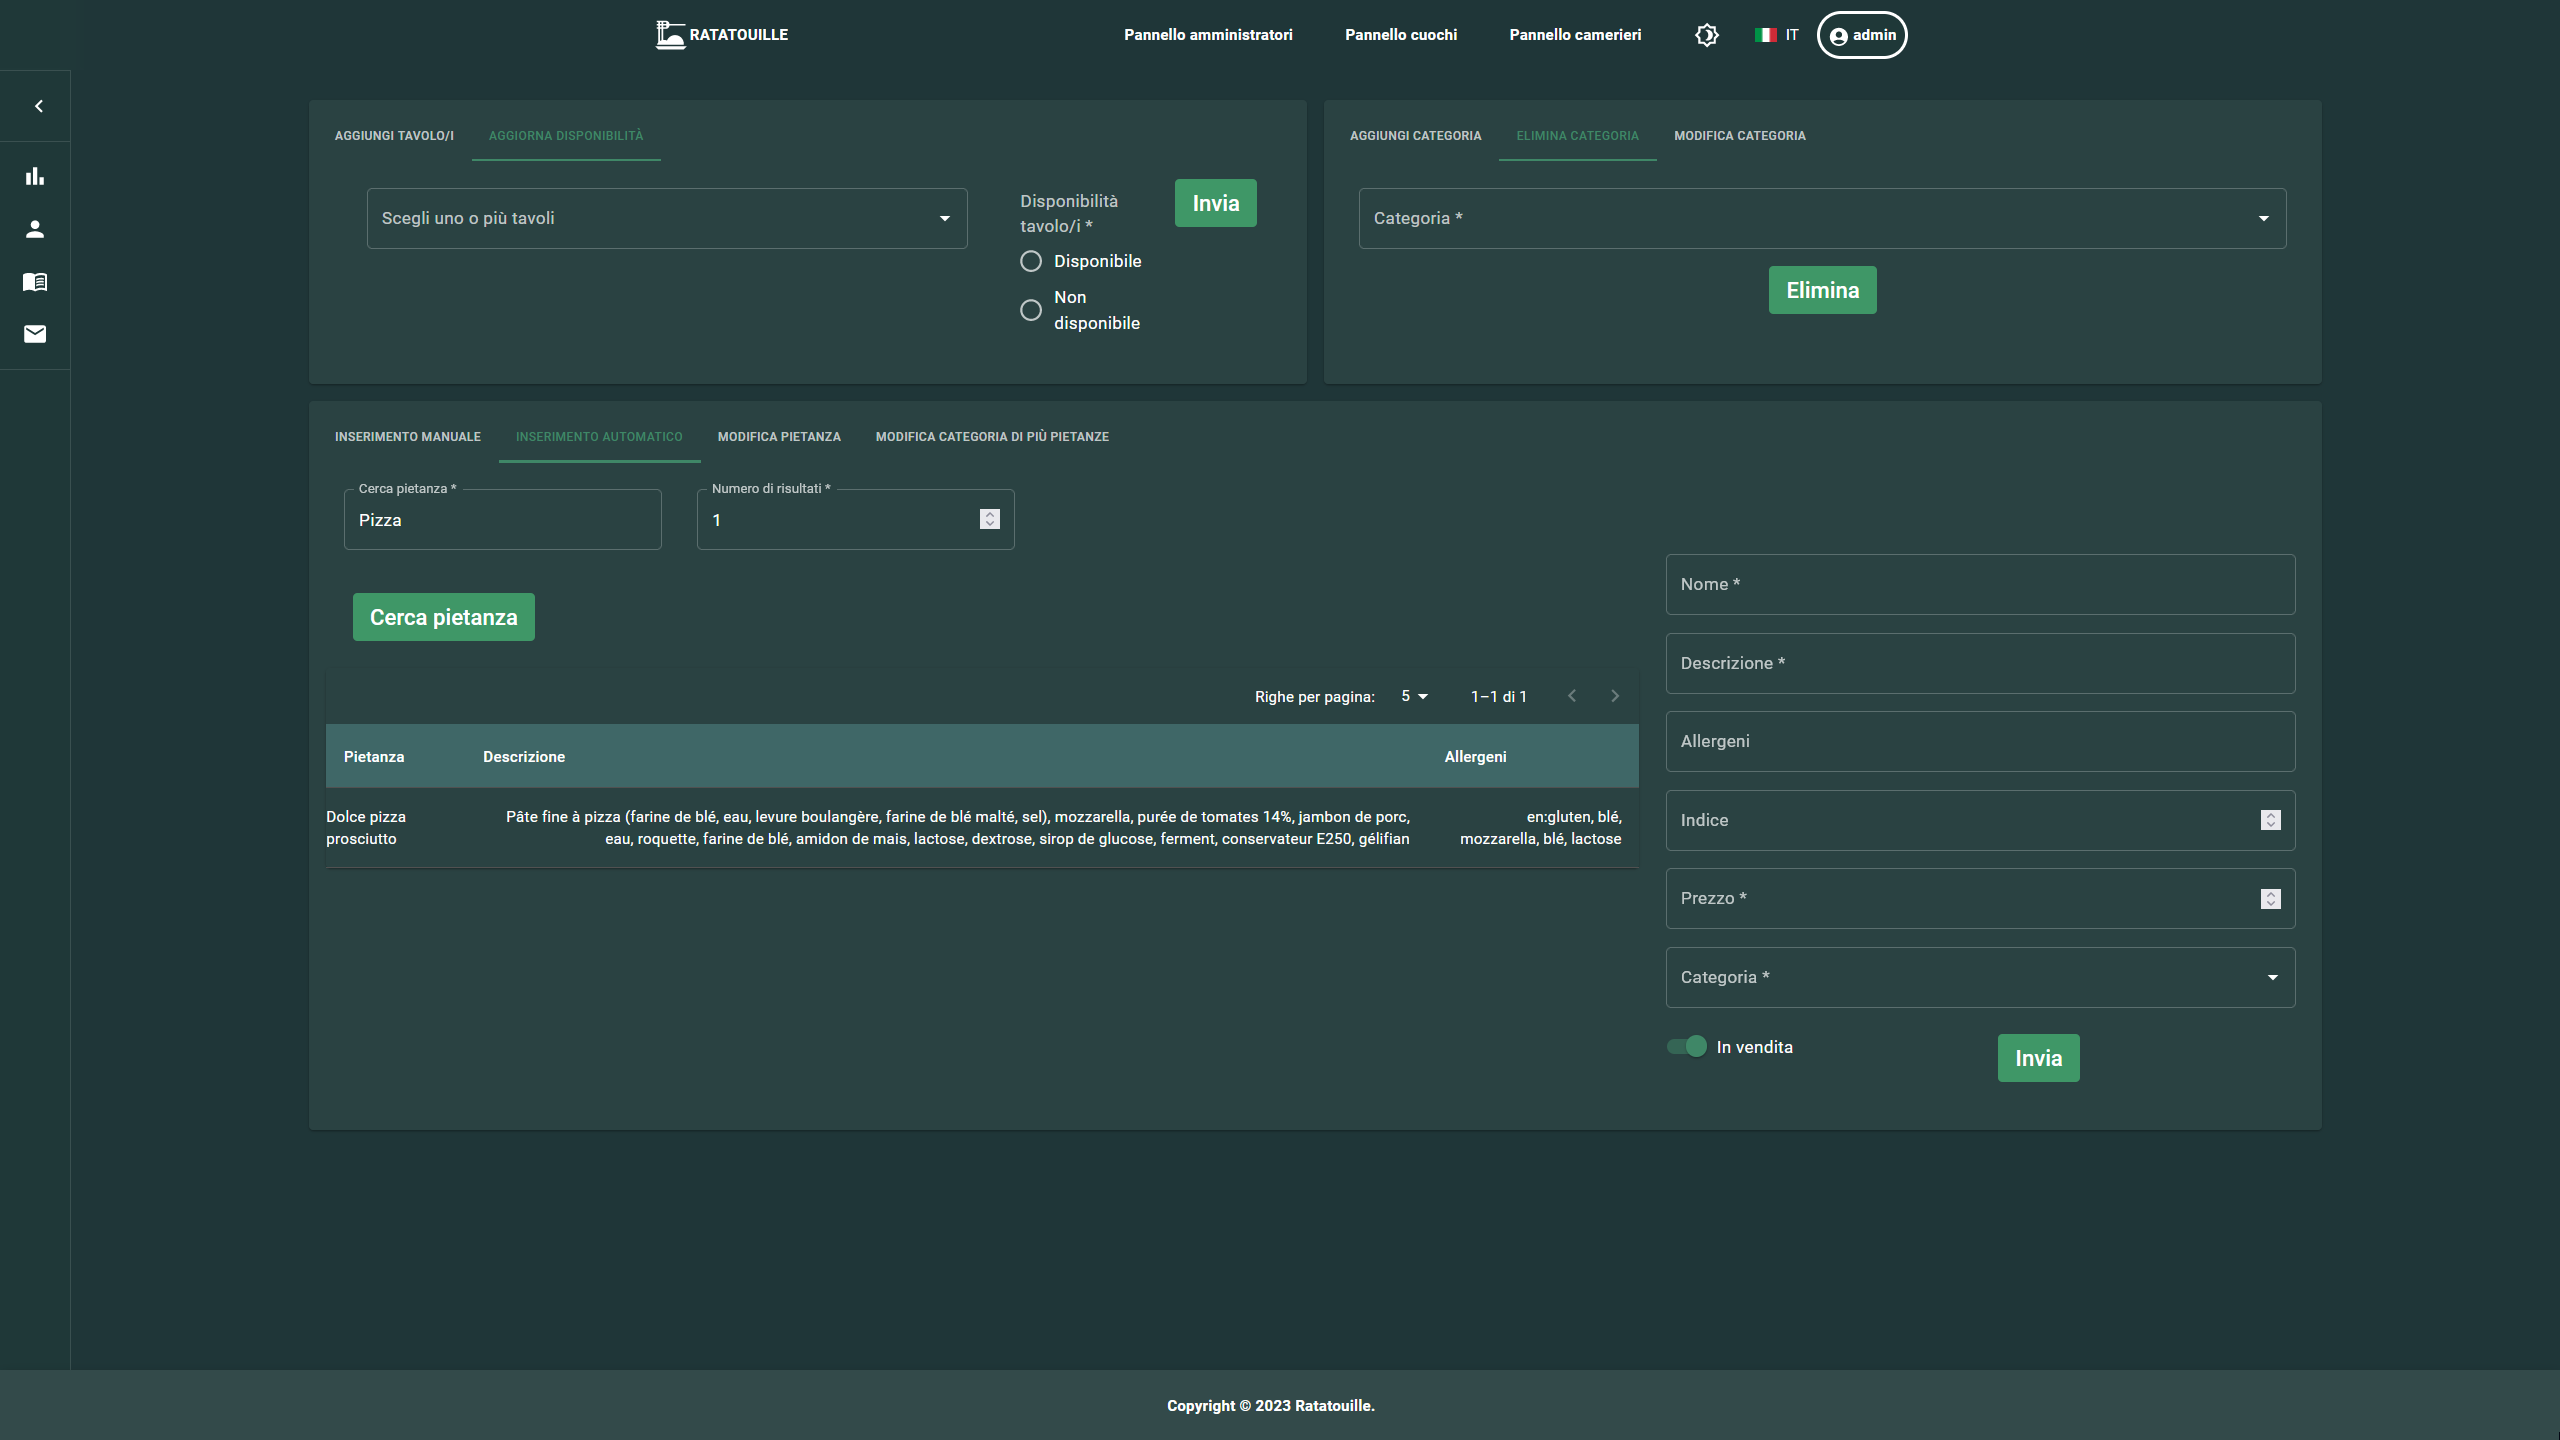 RATATOUILLE
Pannello amministratori
Pannello cuochi
Pannello camerieri
IT
admin
AGGIUNGI TAVOLO/I
AGGIORNA DISPONIBILITÀ
Scegli uno o più tavoli
Disponibilità
tavolo/i *
Disponibile
Non
disponibile
Invia
AGGIUNGI CATEGORIA
ELIMINA CATEGORIA
MODIFICA CATEGORIA
Categoria *
Elimina
INSERIMENTO MANUALE
INSERIMENTO AUTOMATICO
MODIFICA PIETANZA
MODIFICA CATEGORIA DI PIÙ PIETANZE
Cerca pietanza *
Pizza
Numero di risultati *
1
Cerca pietanza
Righe per pagina:
5
1–1 di 1
Pietanza
Descrizione
Allergeni
Dolce pizza
prosciutto
Pâte fine à pizza (farine de blé, eau, levure boulangère, farine de blé malté, sel), mozzarella, purée de tomates 14%, jambon de porc,
eau, roquette, farine de blé, amidon de mais, lactose, dextrose, sirop de glucose, ferment, conservateur E250, gélifian
en:gluten, blé,
mozzarella, blé, lactose
Nome *
Descrizione *
Allergeni
Indice
Prezzo *
Categoria *
In vendita
Invia
Copyright © 2023 Ratatouille.